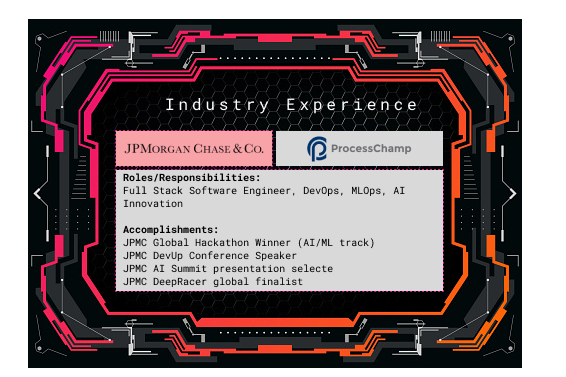 Industry Experience
JPMORGAN CHASE & CO.
ProcessChamp
Roles/Responsibilities:
Full Stack Software Engineer, DevOps, MLOps, AI
Innovation
Accomplishments:
JPMC Global Hackathon Winner (AI/ML track)
JPMC DevUp Conference Speaker
JPMC AI Summit presentation selecte
JPMC DeepRacer global finalist